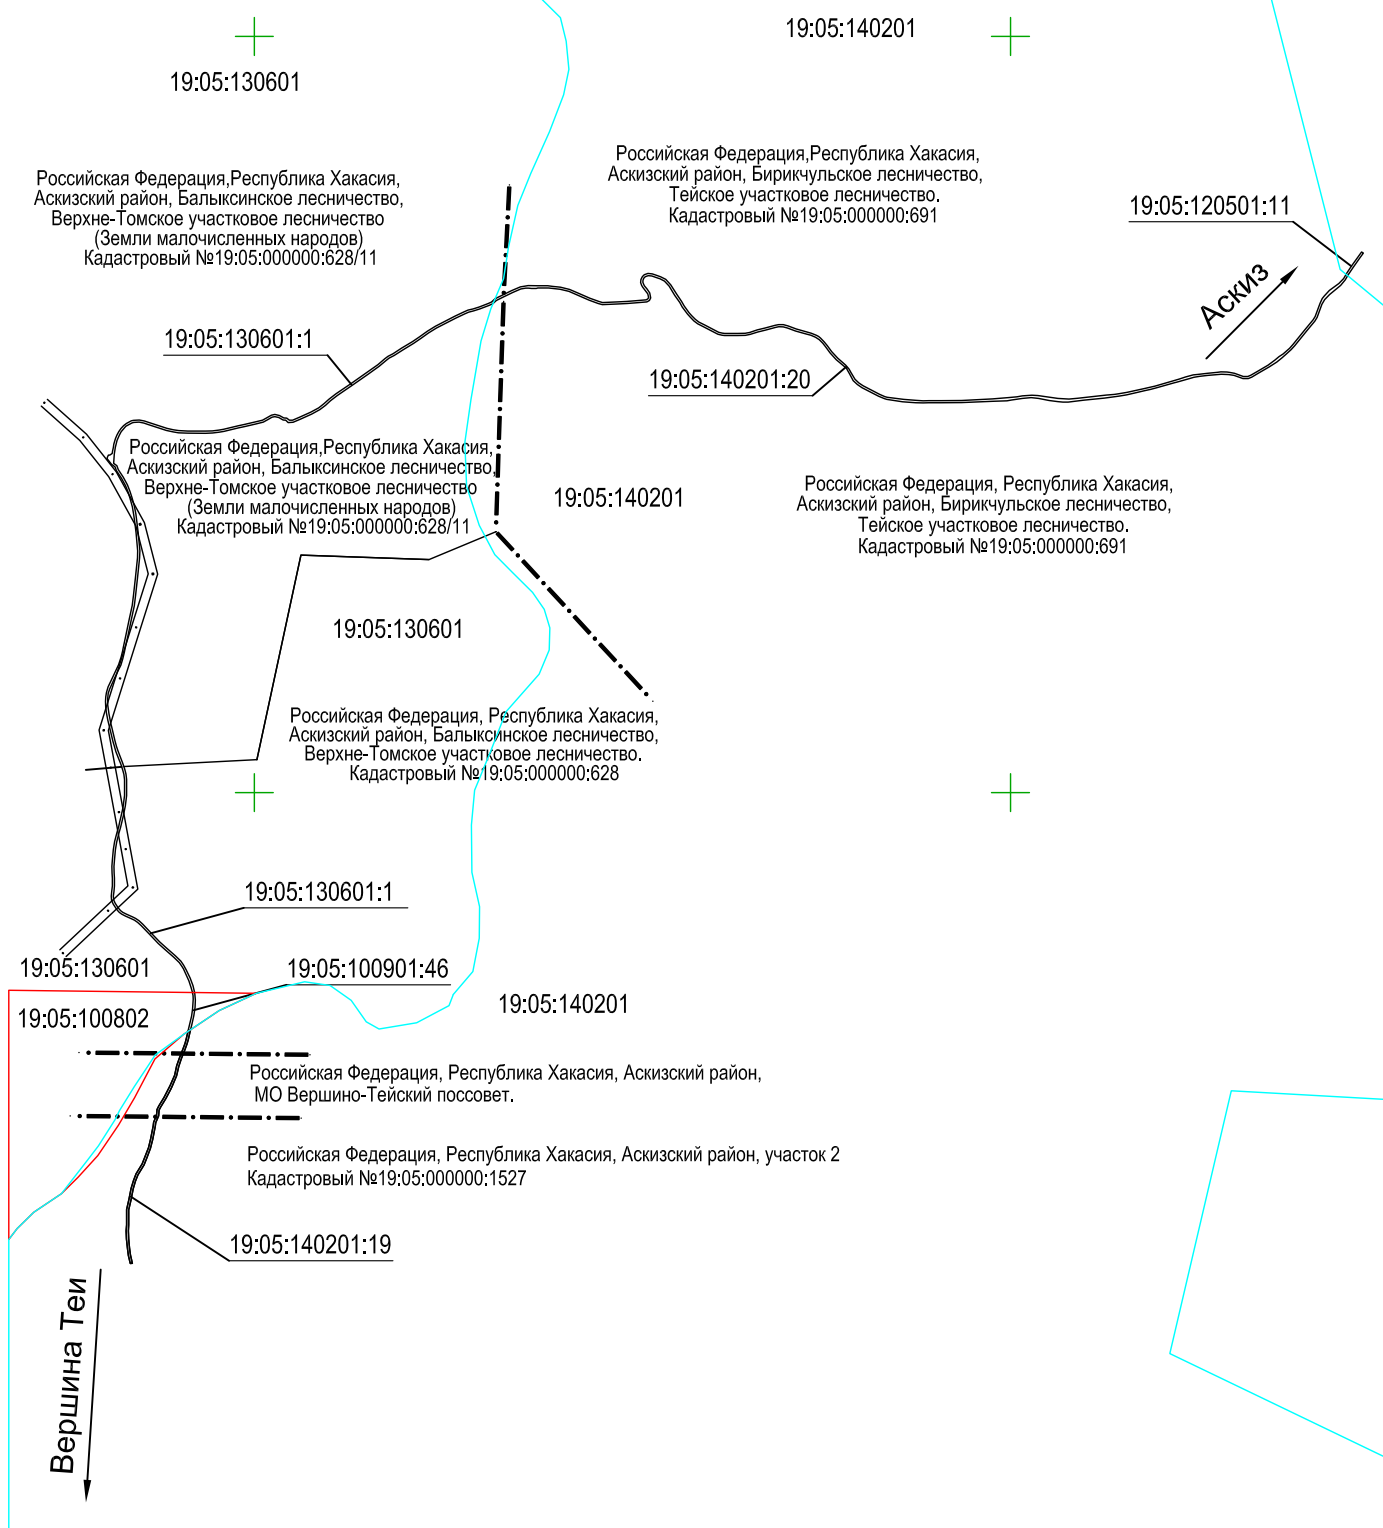 19:05:140201
19:05:130601
Российская Федерация,Республика Хакасия,
Аскизский район, Балыксинское лесничество,
Верхне-Томское участковое лесничество
(Земли малочисленных народов)
Кадастровый №19:05:000000:628/11
Российская Федерация,Республика Хакасия,
Аскизский район, Бирикчульское лесничество,
Тейское участковое лесничество.
Кадастровый №19:05:000000:691
19:05:120501:11
Аскиз
19:05:130601:1
19:05:140201:20
Российская Федерация,Республика Хакасия,
Аскизский район, Балыксинское лесничество,
Верхне-Томское участковое лесничество
(Земли малочисленных народов)
Кадастровый №19:05:000000:628/11
19:05:140201
Российская Федерация, Республика Хакасия,
Аскизский район, Бирикчульское лесничество,
Тейское участковое лесничество.
Кадастровый №19:05:000000:691
19:05:130601
Российская Федерация, Республика Хакасия,
Аскизский район, Балыксинское лесничество,
Верхне-Томское участковое лесничество.
Кадастровый №19:05:000000:628
19:05:130601:1
19:05:130601
19:05:100901:46
19:05:100802
19:05:140201
Российская Федерация, Республика Хакасия, Аскизский район,
МО Вершино-Тейский поссовет.
Российская Федерация, Республика Хакасия, Аскизский район, участок 2
Кадастровый №19:05:000000:1527
19:05:140201:19
Вершина Теи